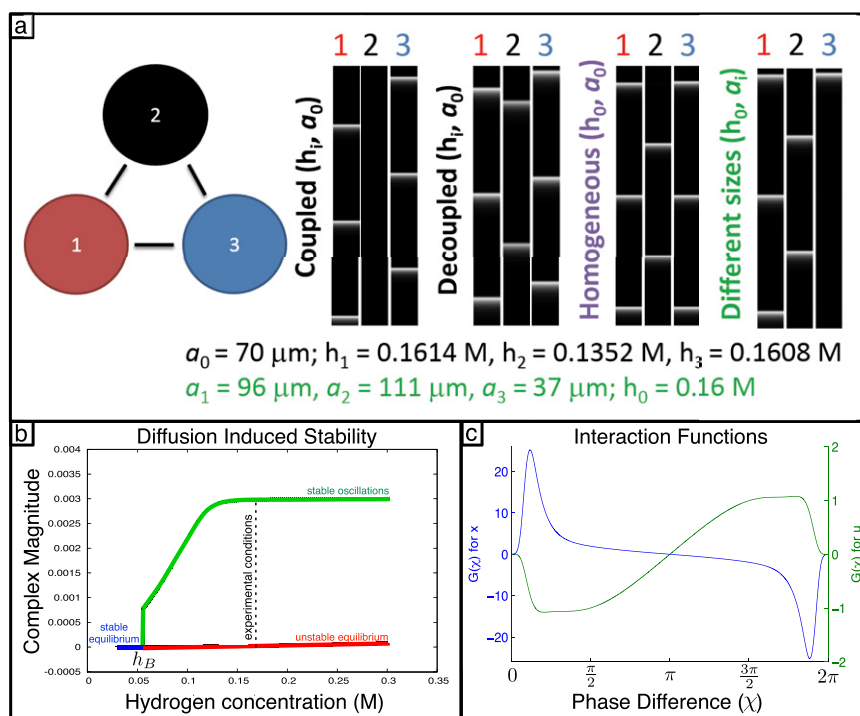 a
1 2 3 1 2 3 1 2 3 1 2 3
2
1
3
Coupled (hᵢ, a₀)
Decoupled (hᵢ, a₀)
Homogeneous (h₀, a₀)
Different sizes (h₀, aᵢ)
a₀ = 70 μm; h₁ = 0.1614 M, h₂ = 0.1352 M, h₃ = 0.1608 M
a₁ = 96 μm, a₂ = 111 μm, a₃ = 37 μm; h₀ = 0.16 M
b
Diffusion Induced Stability
Complex Magnitude
0.004
0.0035
0.003
0.0025
0.002
0.0015
0.001
0.0005
0
-0.0005
stable oscillations
experimental conditions
stable
equilibrium
unstable equilibrium
h_B
0 0.05 0.1 0.15 0.2 0.25 0.3 0.35
Hydrogen concentration (M)
c
Interaction Functions
G(χ) for x
20
10
0
−10
−20
2
1
0
−1
−2
G(χ) for μ
0 π/2 π 3π/2 2π
Phase Difference (χ)